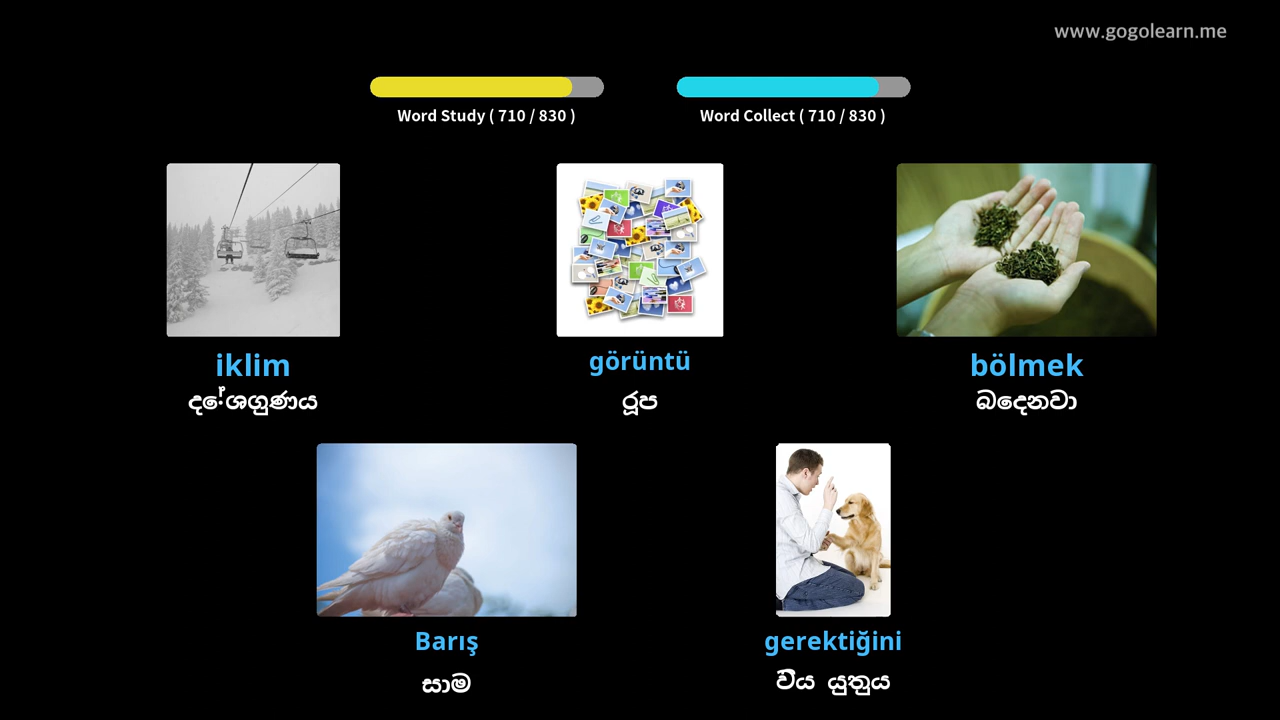 www.gogolearn.me
Word Study ( 710 / 830 )
Word Collect ( 710 / 830 )
iklim
දේශගුණය
görüntü
රූප
bölmek
බෙදෙනවා
Barış
සාම
gerektiğini
විය යුතුය